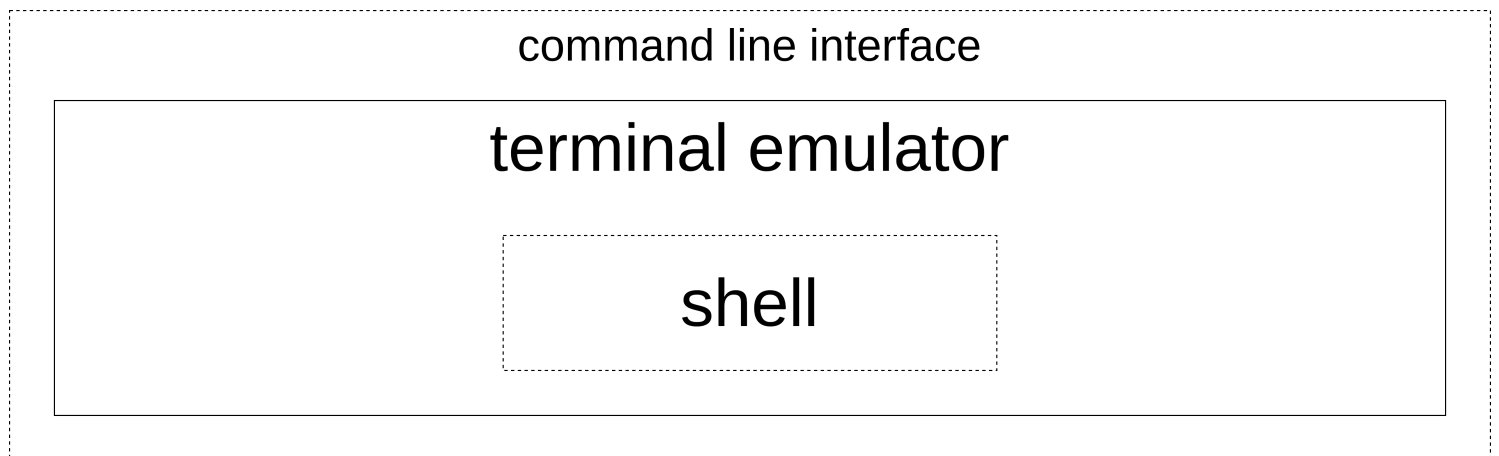 command line interface
terminal emulator
shell